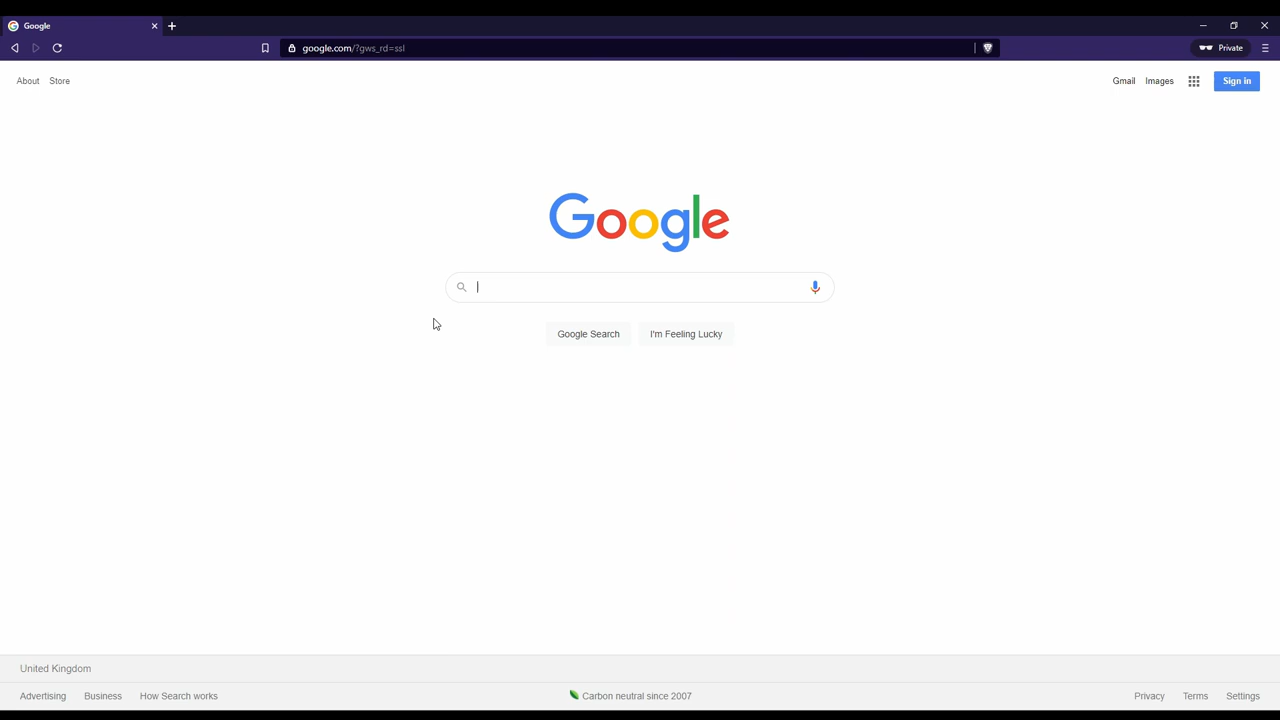 Google
google.com/?gws_rd=ssl
Private
About Store
Gmail Images Sign in
Google
Google Search I'm Feeling Lucky
United Kingdom
Advertising Business How Search works Carbon neutral since 2007 Privacy Terms Settings